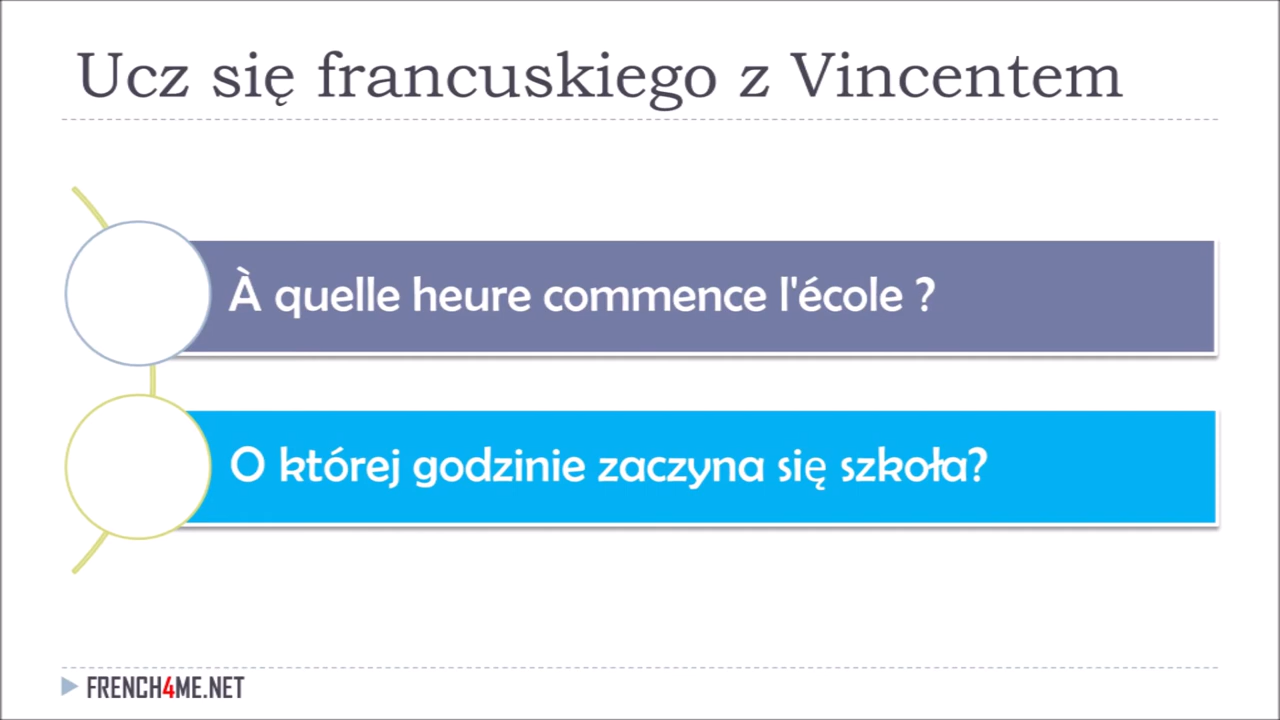 Ucz się francuskiego z Vincentem
À quelle heure commence l'école ?
O której godzinie zaczyna się szkoła?
FRENCH4ME.NET